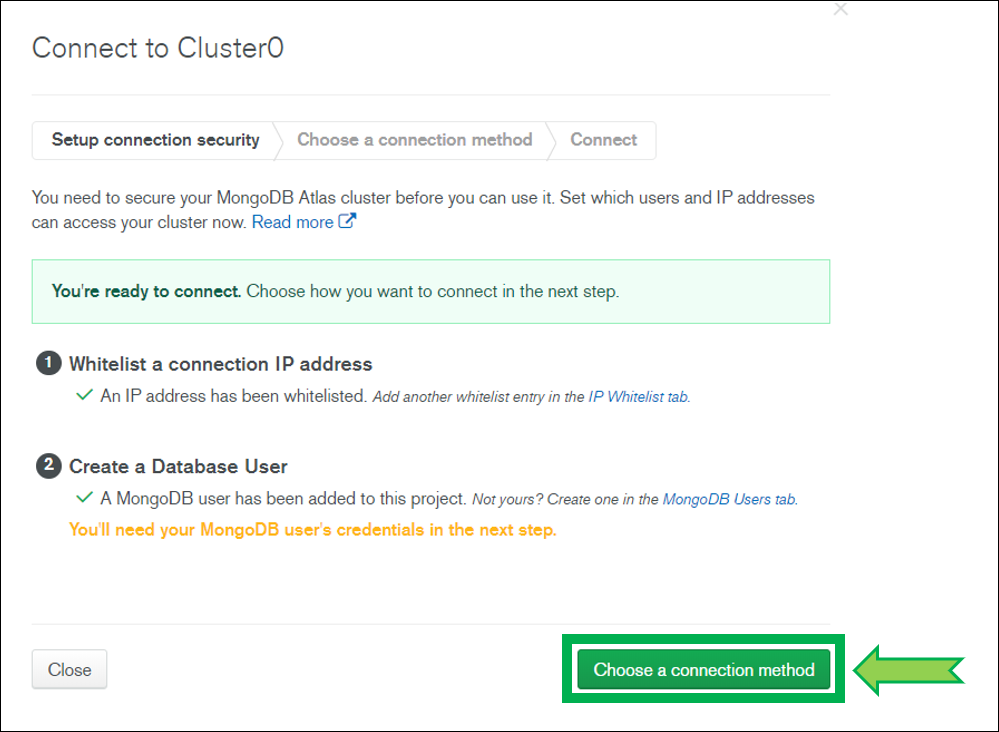 Connect to Cluster0
Setup connection security
Choose a connection method
Connect
You need to secure your MongoDB Atlas cluster before you can use it. Set which users and IP addresses
can access your cluster now. Read more
You're ready to connect. Choose how you want to connect in the next step.
1 Whitelist a connection IP address
An IP address has been whitelisted. Add another whitelist entry in the IP Whitelist tab.
2 Create a Database User
A MongoDB user has been added to this project. Not yours? Create one in the MongoDB Users tab.
You'll need your MongoDB user's credentials in the next step.
Close
Choose a connection method